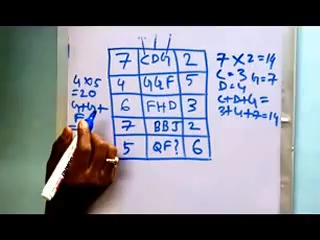 7 CDG 2
4 GGF 5
6 FHD 3
7 BBJ 2
5 QF? 6
4×5
=20
G+G+
F
=
7×2=14
C=3 G=7
D=4
C+D+G=
3+4+7=14